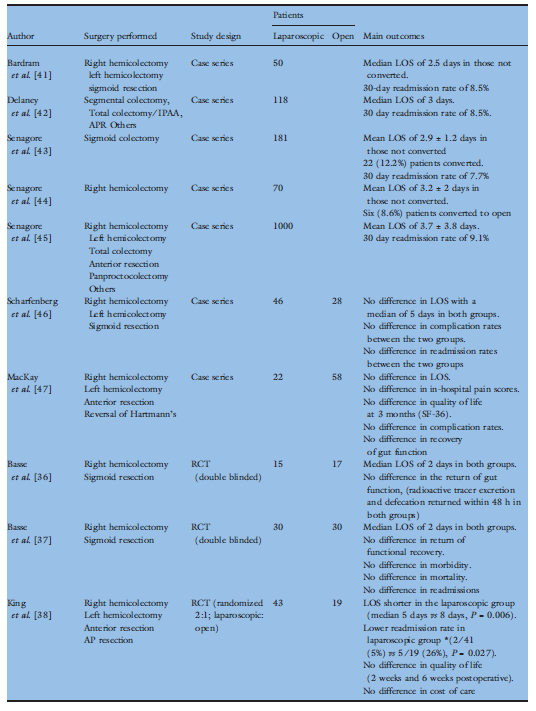 Patients
Author Surgery performed Study design Laparoscopic Open Main outcomes
Bardram Right hemicolectomy Case series 50 Median LOS of 2.5 days in those not
et al. [41] left hemicolectomy converted.
sigmoid resection 30-day readmission rate of 8.5%
Delaney Segmental colectomy, Case series 118 Median LOS of 3 days.
et al. [42] Total colectomy/IPAA, 30 day readmission rate of 8.5%.
APR Others
Senagore Sigmoid colectomy Case series 181 Mean LOS of 2.9 ± 1.2 days in
et al. [43] those not converted
22 (12.2%) patients converted.
30 day readmission rate of 7.7%
Senagore Right hemicolectomy Case series 70 Mean LOS of 3.2 ± 2 days in
et al. [44] those not converted.
Six (8.6%) patients converted to open
Senagore Right hemicolectomy Case series 1000 Mean LOS of 3.7 ± 3.8 days.
et al. [45] Left hemicolectomy 30 day readmission rate of 9.1%
Total colectomy
Anterior resection
Panproctocolectomy
Others
Scharfenberg Right hemicolectomy Case series 46 28 No difference in LOS with a
et al. [46] Left hemicolectomy median of 5 days in both groups.
Sigmoid resection No difference in complication rates
between the two groups.
No difference in readmission rates
between the two groups
MacKay Right hemicolectomy Case series 22 58 No difference in LOS.
et al. [47] Left hemicolectomy No difference in in-hospital pain scores.
Anterior resection No difference in quality of life
Reversal of Hartmann's at 3 months (SF-36).
No difference in complication rates.
No difference in recovery
of gut function
Basse Right hemicolectomy RCT 15 17 Median LOS of 2 days in both groups.
et al. [36] Sigmoid resection (double blinded) No difference in the return of gut
function, (radioactive tracer excretion
and defecation returned within 48 h in
both groups)
Basse Right hemicolectomy RCT 30 30 Median LOS of 2 days in both groups.
et al. [37] Sigmoid resection (double blinded) No difference in return of
functional recovery.
No difference in morbidity.
No difference in mortality.
No difference in readmissions
King Right hemicolectomy RCT (randomized 43 19 LOS shorter in the laparoscopic group
et al. [38] Left hemicolectomy 2:1; laparoscopic: (median 5 days vs 8 days, P = 0.006).
Anterior resection open) Lower readmission rate in
AP resection laparoscopic group *(2/41
(5%) vs 5/19 (26%), P = 0.027).
No difference in quality of life
(2 weeks and 6 weeks postoperative).
No difference in cost of care